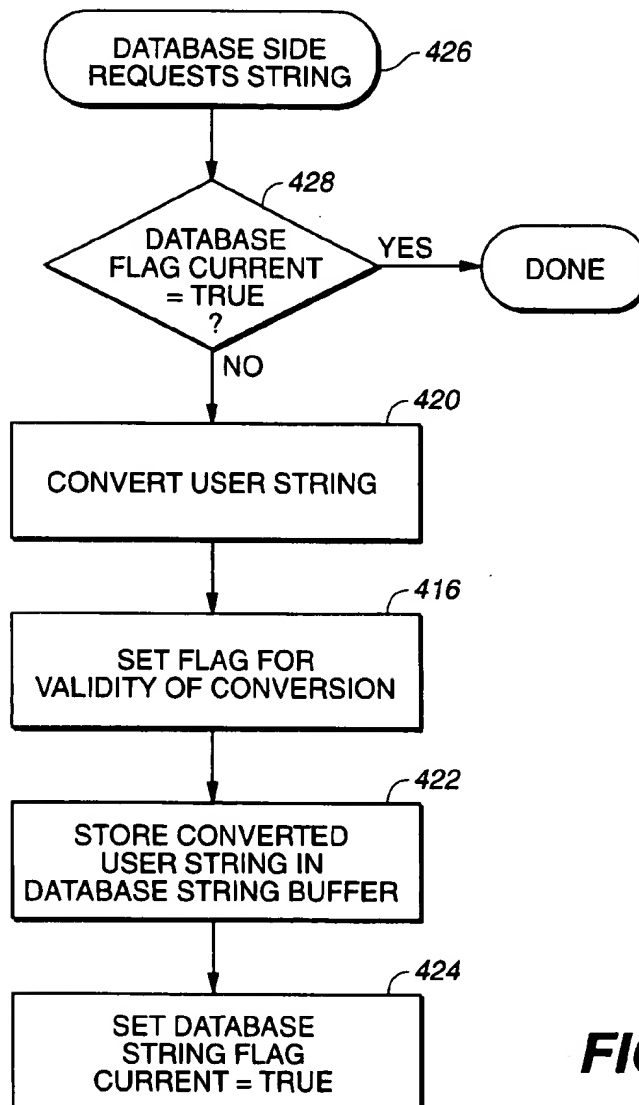 DATABASE SIDE
REQUESTS STRING
426
428
DATABASE
FLAG CURRENT
= TRUE
?
YES
DONE
NO
420
CONVERT USER STRING
416
SET FLAG FOR
VALIDITY OF CONVERSION
422
STORE CONVERTED
USER STRING IN
DATABASE STRING BUFFER
424
SET DATABASE
STRING FLAG
CURRENT = TRUE